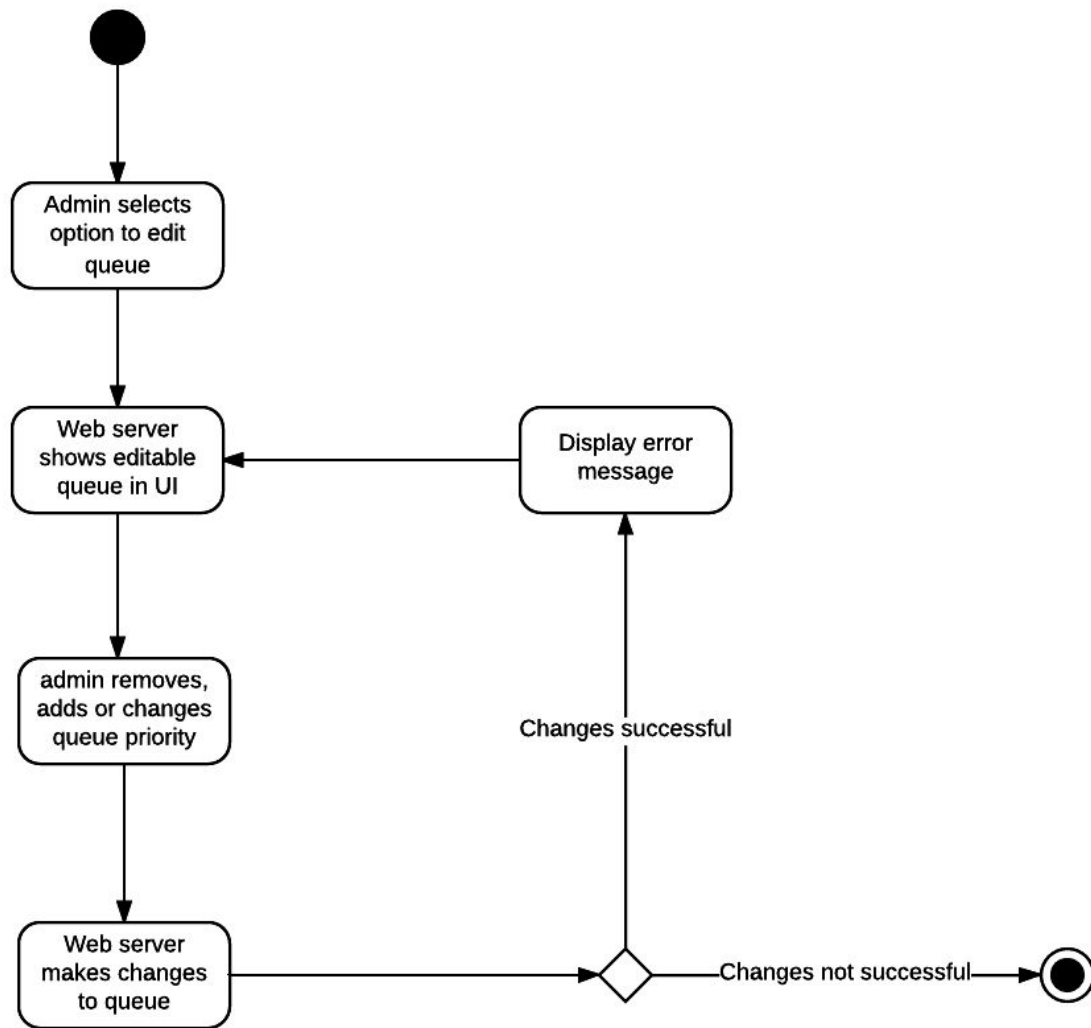 Admin selects
option to edit
queue
Web server
shows editable
queue in UI
Display error
message
admin removes,
adds or changes
queue priority
Changes successful
Web server
makes changes
to queue
Changes not successful